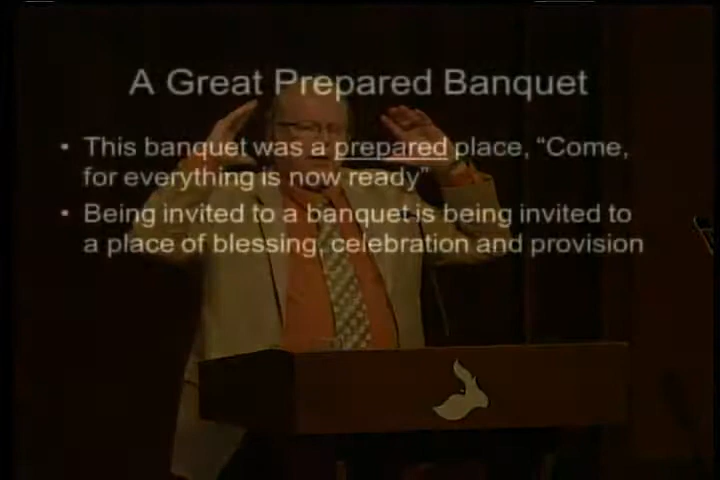 A Great Prepared Banquet
• This banquet was a prepared place, “Come,
for everything is now ready”
• Being invited to a banquet is being invited to
a place of blessing, celebration and provision